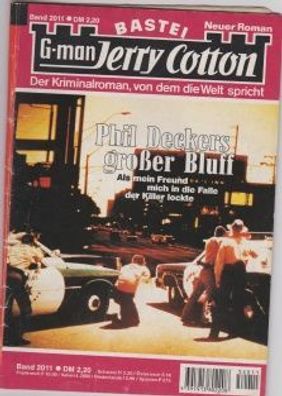 Band 2011 ● DM 2,20
BASTEI
Neuer Roman
G-man Jerry Cotton
Der Kriminalroman, von dem die Welt spricht
Phil Deckers
großer Bluff
Als mein Freund
mich in die Falle
der Killer lockte
Band 2011 ● DM 2,20